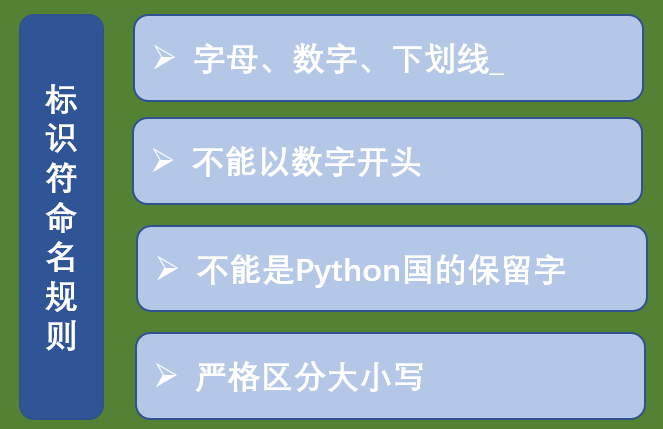 标识符命名规则
字母、数字、下划线_
不能以数字开头
不能是Python国的保留字
严格区分大小写